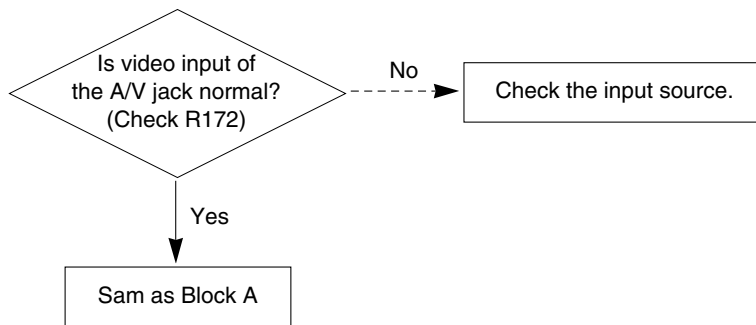 Is video input of
the A/V jack normal?
(Check R172)
No
Check the input source.
Yes
Sam as Block A